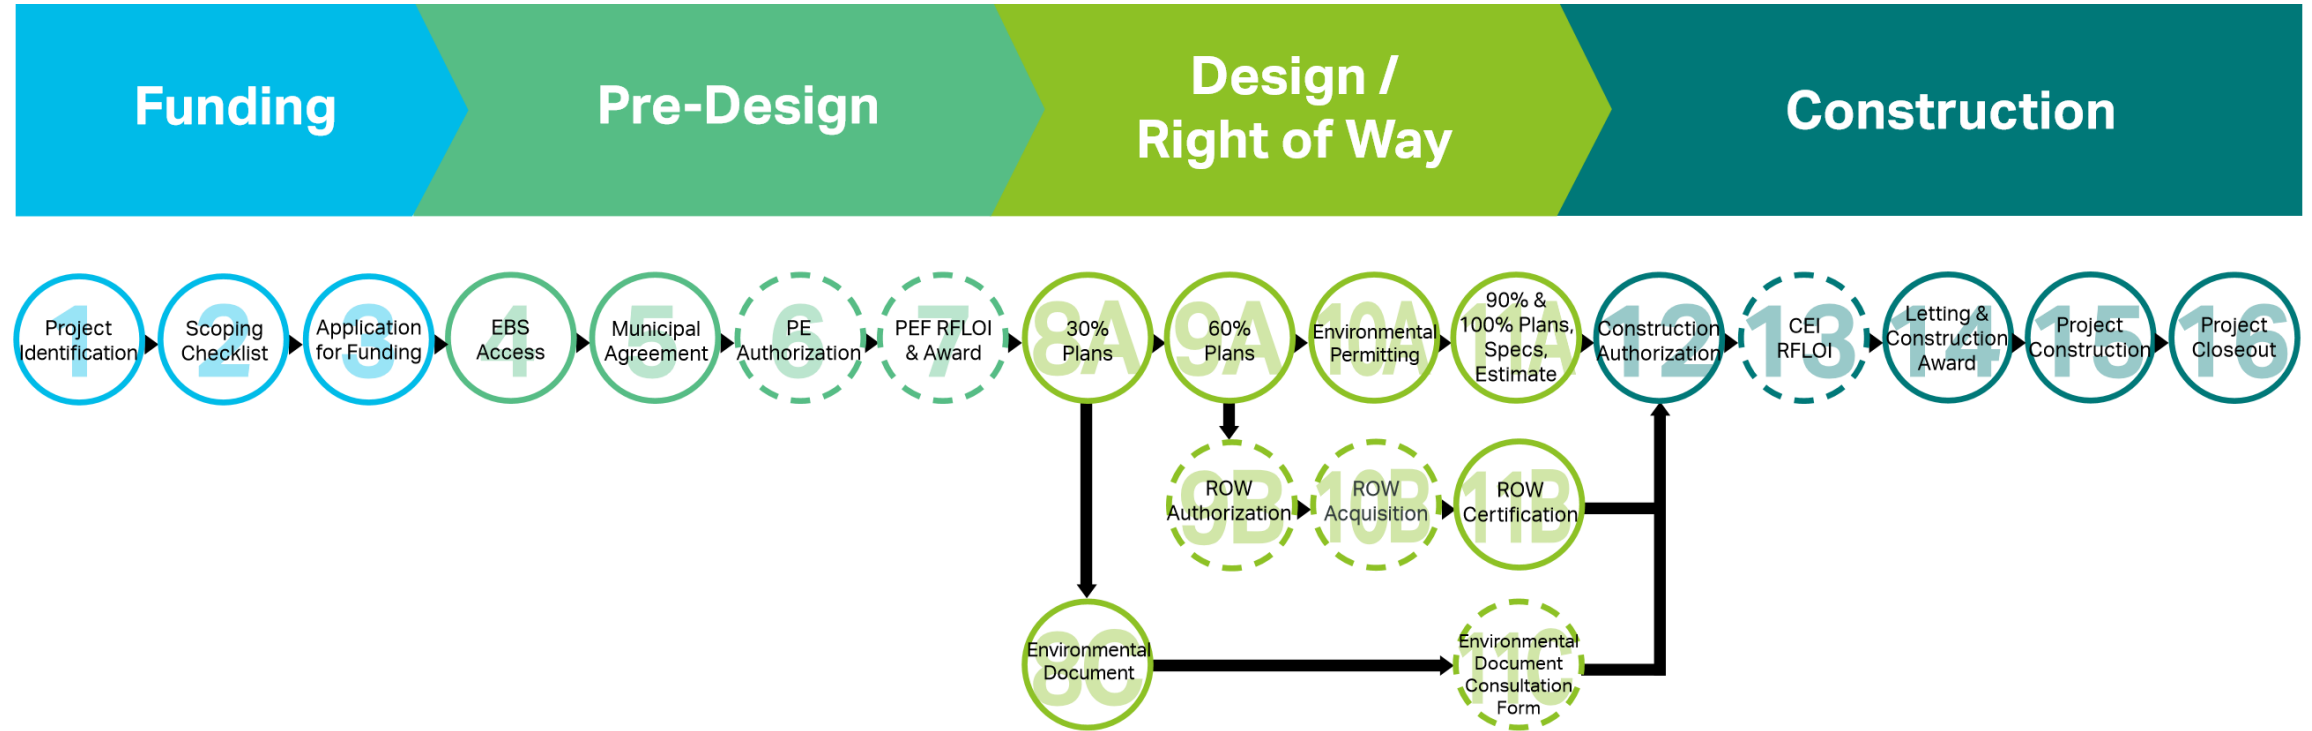 Funding
Pre-Design
Design /
Right of Way
Construction
1
Project
Identification
2
Scoping
Checklist
3
Application
for Funding
4
EBS
Access
5
Municipal
Agreement
6
PE
Authorization
7
PEF RFLOI
& Award
8A
30%
Plans
9A
60%
Plans
10A
Environmental
Permitting
11A
90% &
100% Plans,
Specs,
Estimate
12
Construction
Authorization
13
CEI
RFLOI
14
Letting &
Construction
Award
15
Project
Construction
16
Project
Closeout
9B
ROW
Authorization
10B
ROW
Acquisition
11B
ROW
Certification
8C
Environmental
Document
11C
Environmental
Document
Consultation
Form